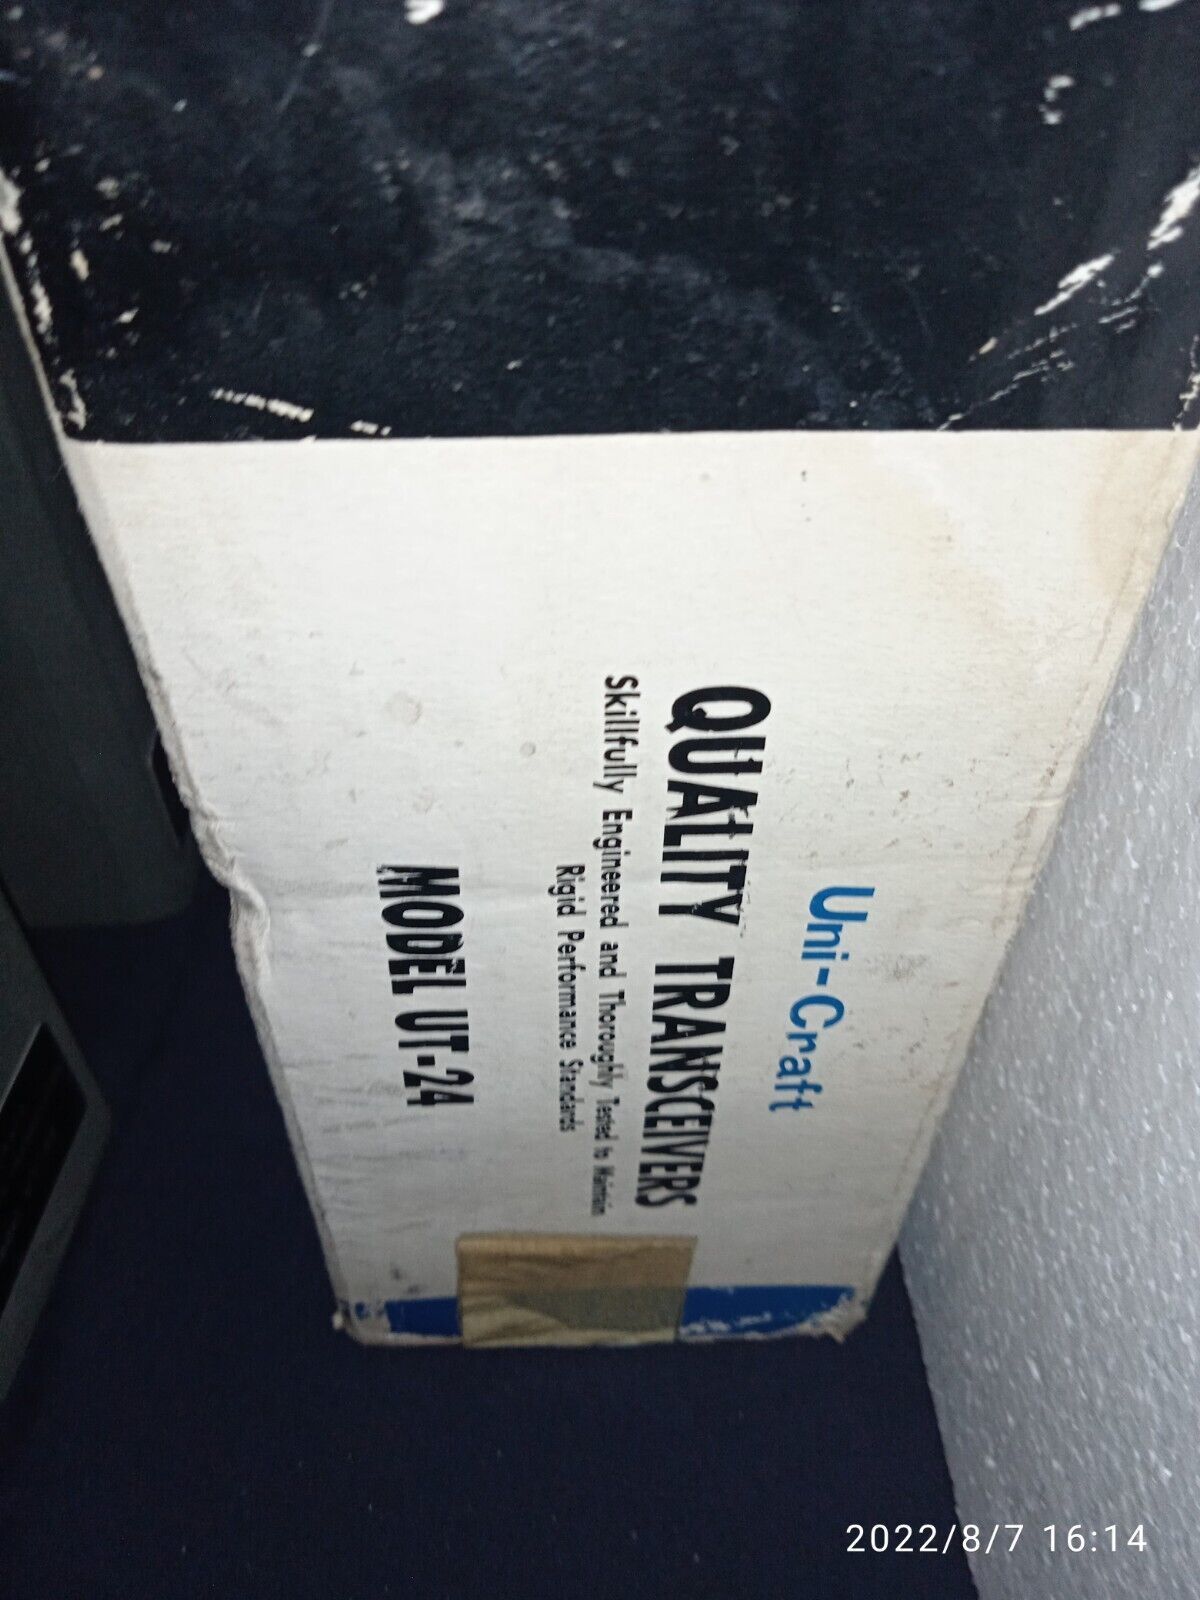 Uni-Craft
QUALITY TRANSCEIVERS
Skillfully Engineered and Thoroughly Tested to Maintain
Rigid Performance Standards
MODEL UT-24
2022/8/7 16:14